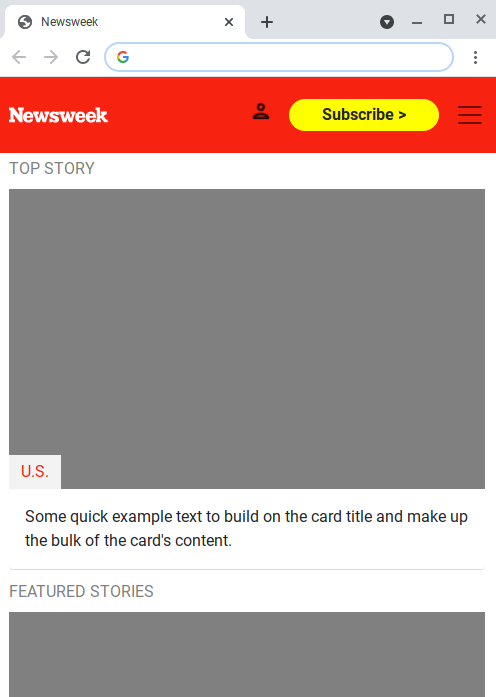 Newsweek
Newsweek
Subscribe >
TOP STORY
U.S.
Some quick example text to build on the card title and make up
the bulk of the card's content.
FEATURED STORIES